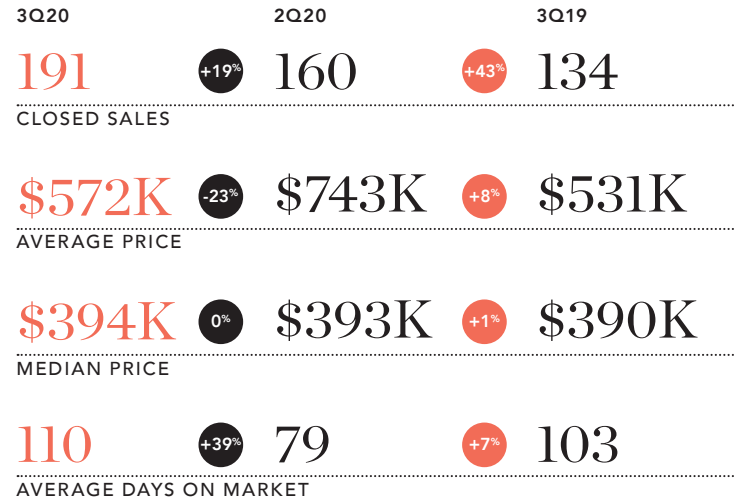 3Q20 2Q20 3Q19
191 +19% 160 +43% 134
CLOSED SALES
$572K -23% $743K +8% $531K
AVERAGE PRICE
$394K 0% $393K +1% $390K
MEDIAN PRICE
110 +39% 79 +7% 103
AVERAGE DAYS ON MARKET